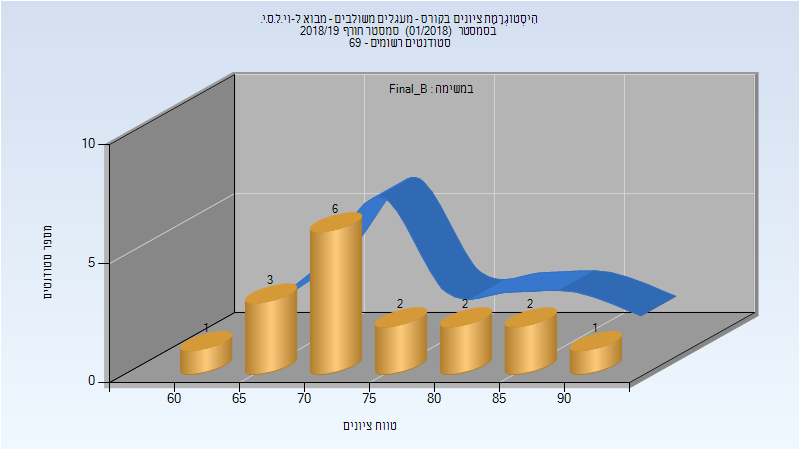 היסטוגרמת ציונים בקורס - מעגלים משולבים - מבוא ל-וי.ל.ס.י.
בסמסטר (01/2018) סמסטר חורף 2018/19
סטודנטים רשומים - 69
במשימה : Final_B
10
5
0
מספר סטודנטים
1
3
6
2
2
2
1
60
65
70
75
80
85
90
טווח ציונים